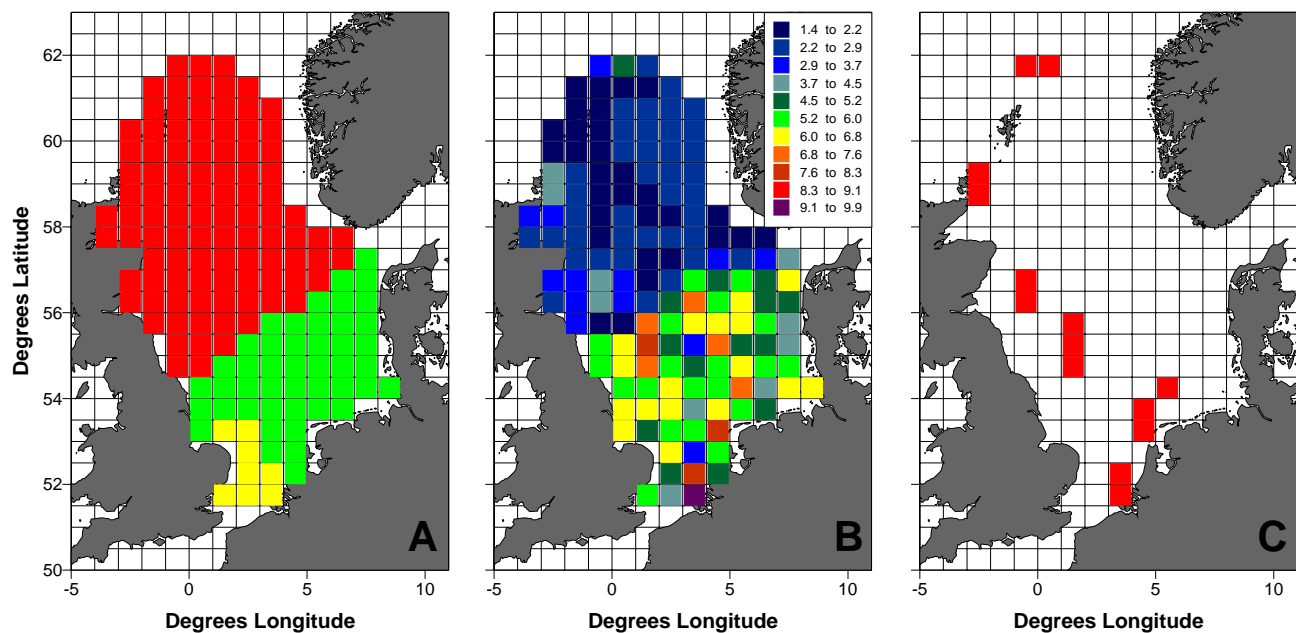 Degrees Latitude
62
60
58
56
54
52
50
-5 0 5 10
Degrees Longitude
A
1.4 to 2.2
2.2 to 2.9
2.9 to 3.7
3.7 to 4.5
4.5 to 5.2
5.2 to 6.0
6.0 to 6.8
6.8 to 7.6
7.6 to 8.3
8.3 to 9.1
9.1 to 9.9
-5 0 5 10
Degrees Longitude
B
-5 0 5 10
Degrees Longitude
C